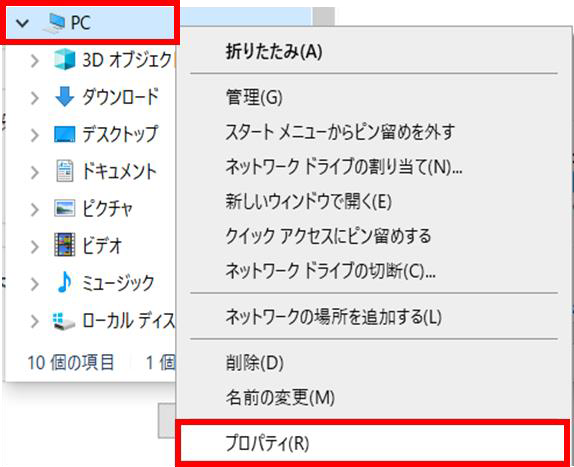 PC
3D オブジェク
ダウンロード
デスクトップ
ドキュメント
ピクチャ
ビデオ
ミュージック
ローカル ディス
10 個の項目
1 個
折りたたみ(A)
管理(G)
スタート メニューからピン留めを外す
ネットワーク ドライブの割り当て(N)...
新しいウィンドウで開く(E)
クイック アクセスにピン留めする
ネットワーク ドライブの切断(C)...
ネットワークの場所を追加する(L)
削除(D)
名前の変更(M)
プロパティ(R)